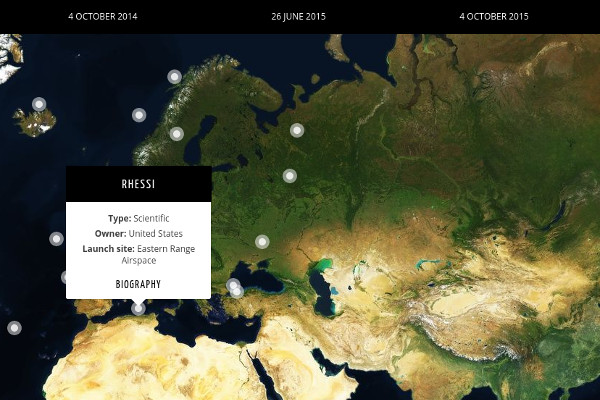 4 OCTOBER 2014 26 JUNE 2015 4 OCTOBER 2015
RHESSI
Type: Scientific
Owner: United States
Launch site: Eastern Range
Airspace
BIOGRAPHY